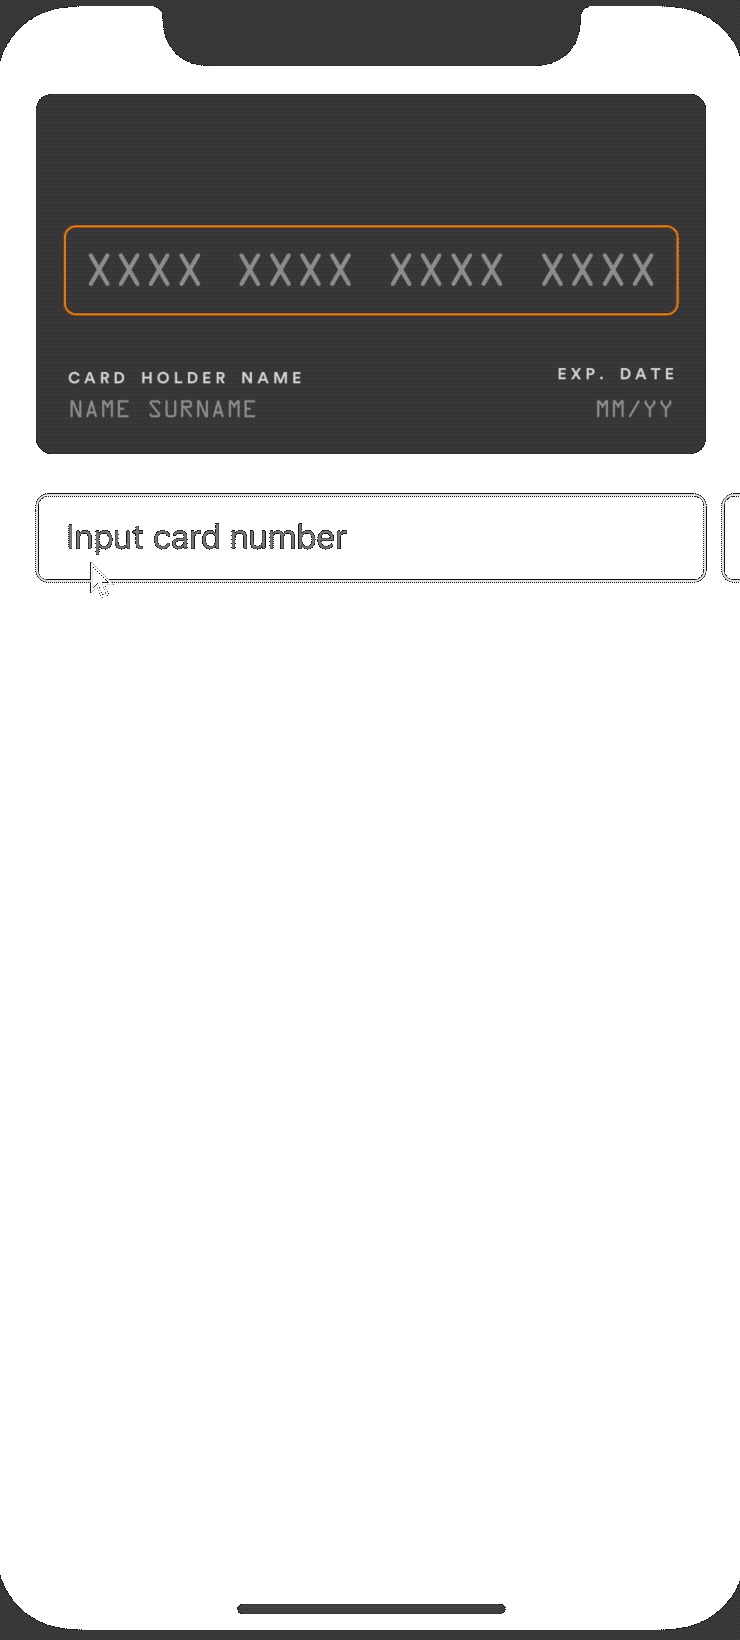 XXXX XXXX XXXX XXXX
CARD HOLDER NAME
NAME SURNAME
EXP. DATE
MM/YY
Input card number